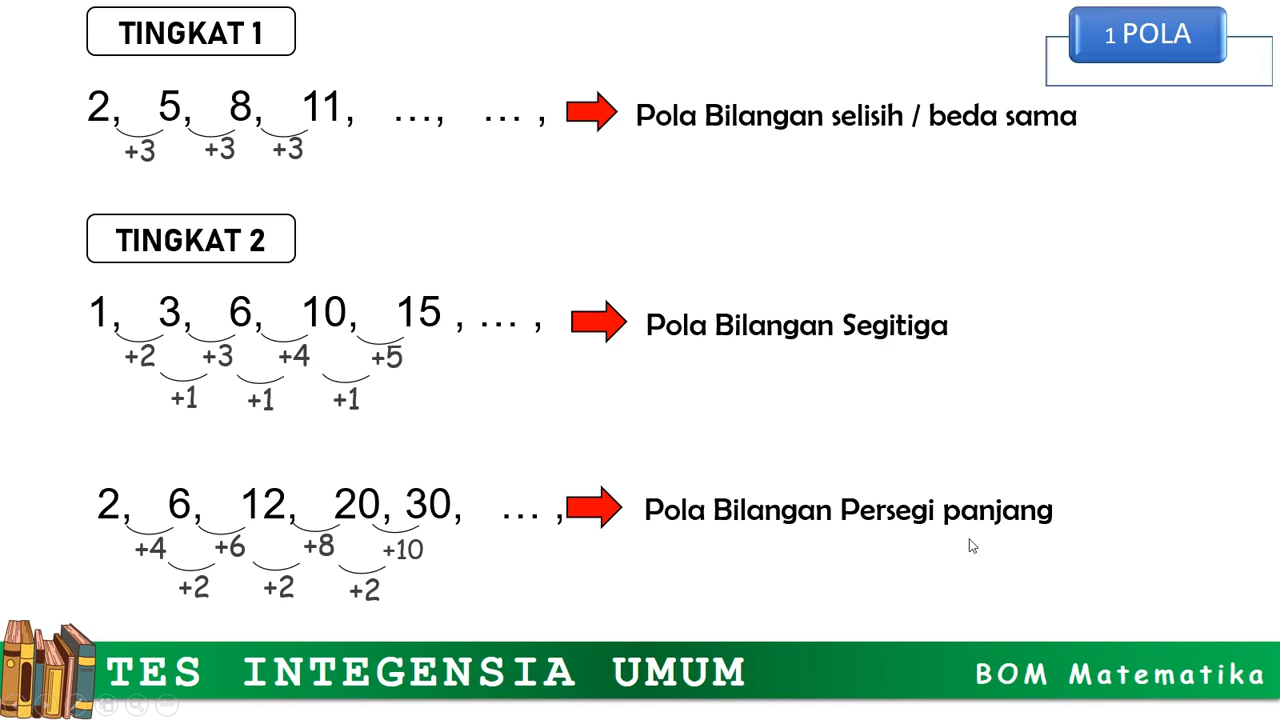 TINGKAT 1
1 POLA
2, 5, 8, 11, ..., ... ,
Pola Bilangan selisih / beda sama
+3 +3 +3
TINGKAT 2
1, 3, 6, 10, 15 , ... ,
Pola Bilangan Segitiga
+2 +3 +4 +5
+1 +1 +1
2, 6, 12, 20, 30, ... ,
Pola Bilangan Persegi panjang
+4 +6 +8 +10
+2 +2 +2
TES INTEGENSIA UMUM
BOM Matematika